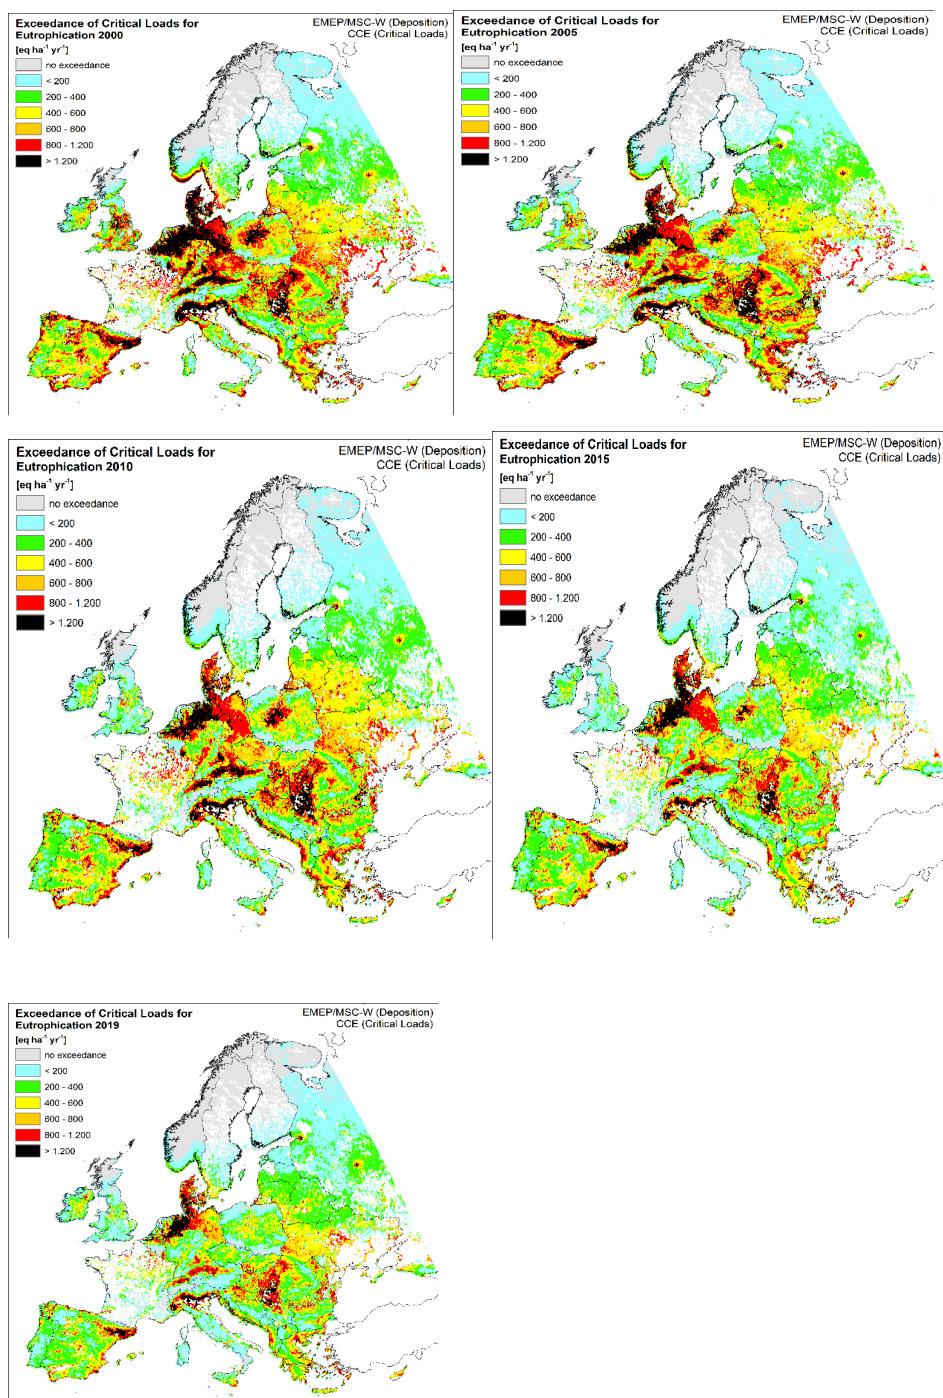 Exceedance of Critical Loads for
Eutrophication 2000
EMEP/MSC-W (Deposition)
CCE (Critical Loads)
[eq ha⁻¹ yr⁻¹]
no exceedance
< 200
200 - 400
400 - 600
600 - 800
800 - 1.200
> 1.200
Exceedance of Critical Loads for
Eutrophication 2005
EMEP/MSC-W (Deposition)
CCE (Critical Loads)
[eq ha⁻¹ yr⁻¹]
no exceedance
< 200
200 - 400
400 - 600
600 - 800
800 - 1.200
> 1.200
Exceedance of Critical Loads for
Eutrophication 2010
EMEP/MSC-W (Deposition)
CCE (Critical Loads)
[eq ha⁻¹ yr⁻¹]
no exceedance
< 200
200 - 400
400 - 600
600 - 800
800 - 1.200
> 1.200
Exceedance of Critical Loads for
Eutrophication 2015
EMEP/MSC-W (Deposition)
CCE (Critical Loads)
[eq ha⁻¹ yr⁻¹]
no exceedance
< 200
200 - 400
400 - 600
600 - 800
800 - 1.200
> 1.200
Exceedance of Critical Loads for
Eutrophication 2019
EMEP/MSC-W (Deposition)
CCE (Critical Loads)
[eq ha⁻¹ yr⁻¹]
no exceedance
< 200
200 - 400
400 - 600
600 - 800
800 - 1.200
> 1.200